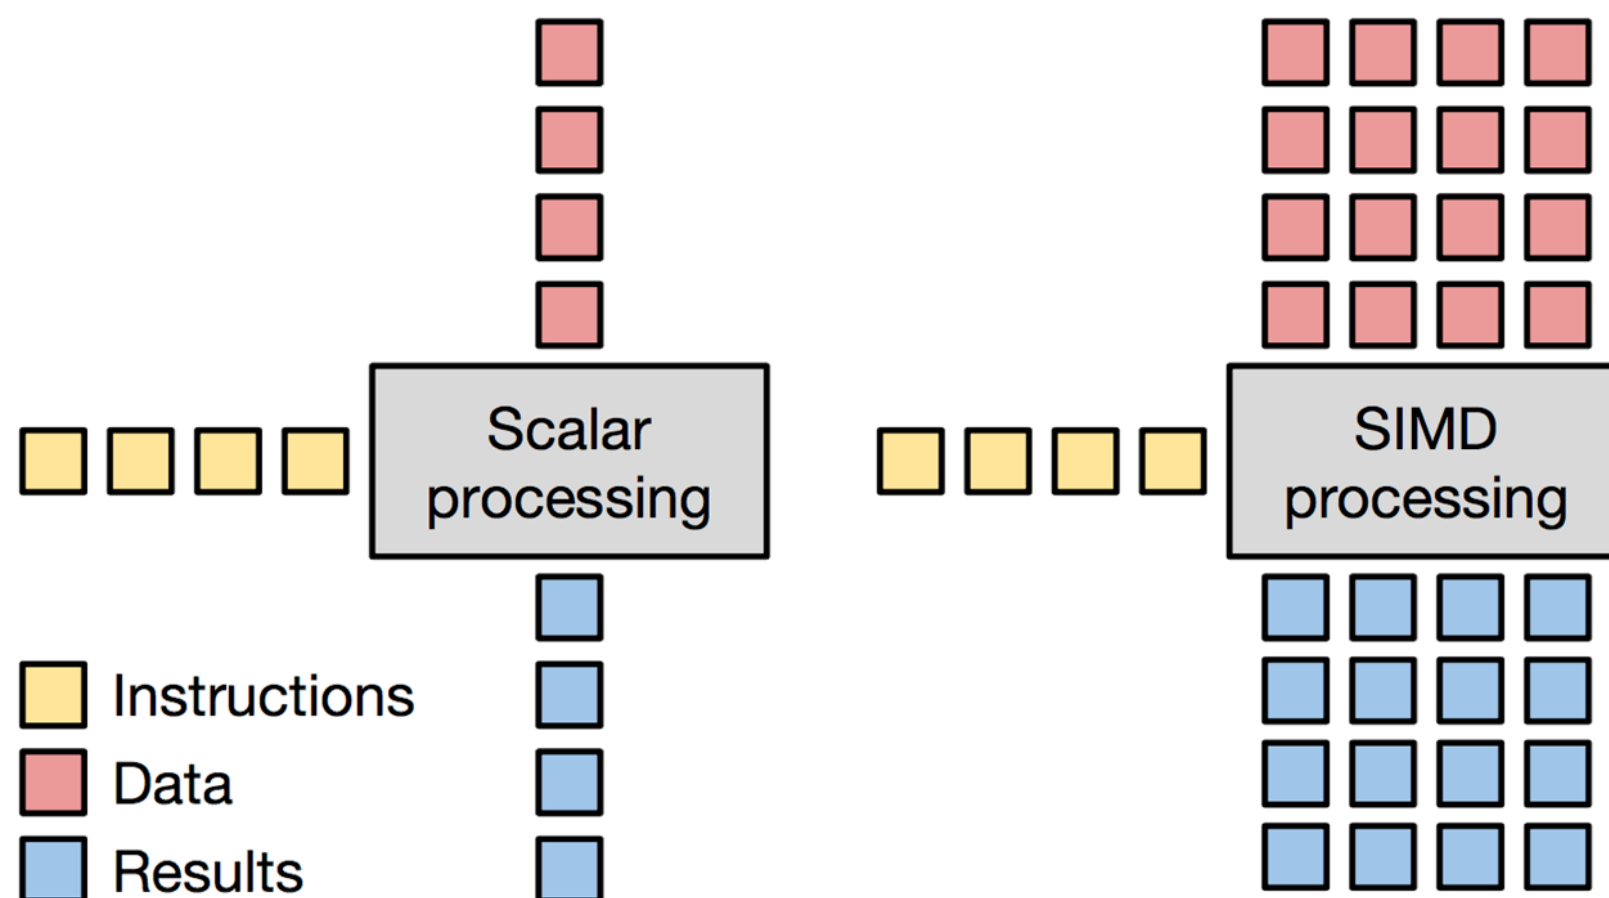 Scalar
processing
SIMD
processing
Instructions
Data
Results